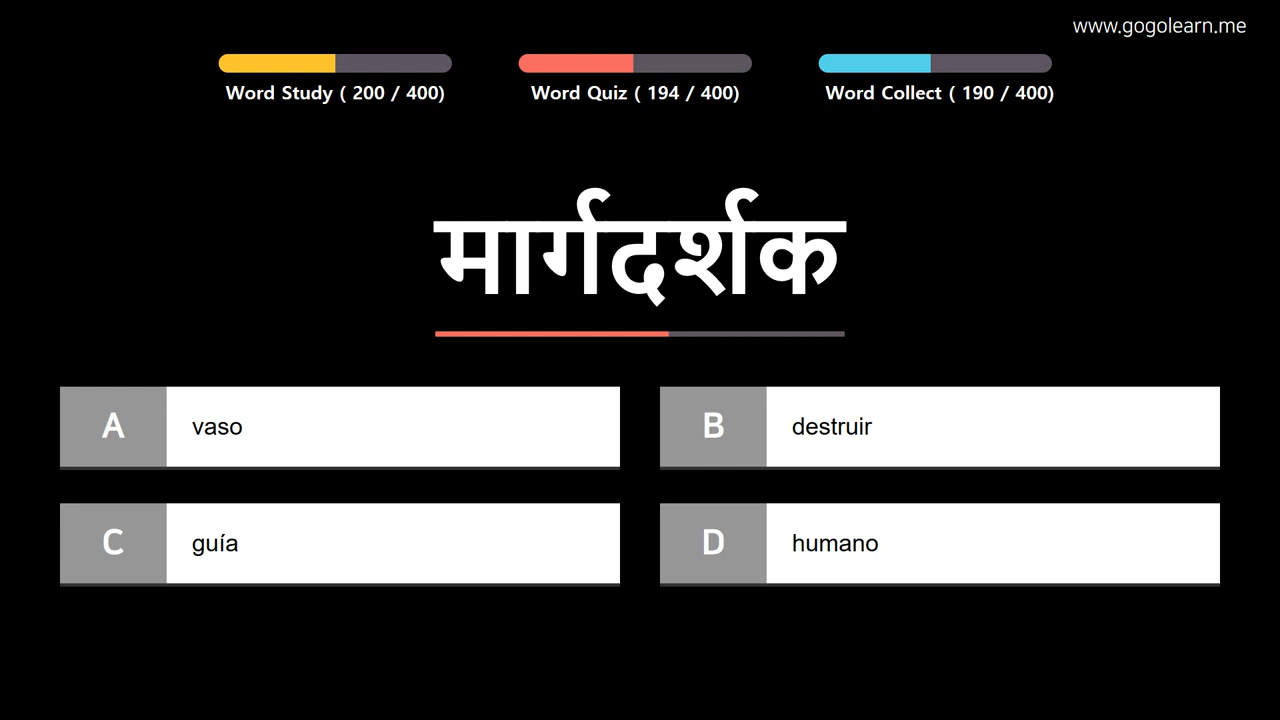 www.gogolearn.me
Word Study ( 200 / 400)
Word Quiz ( 194 / 400)
Word Collect ( 190 / 400)
मार्गदर्शक
A vaso
B destruir
C guía
D humano